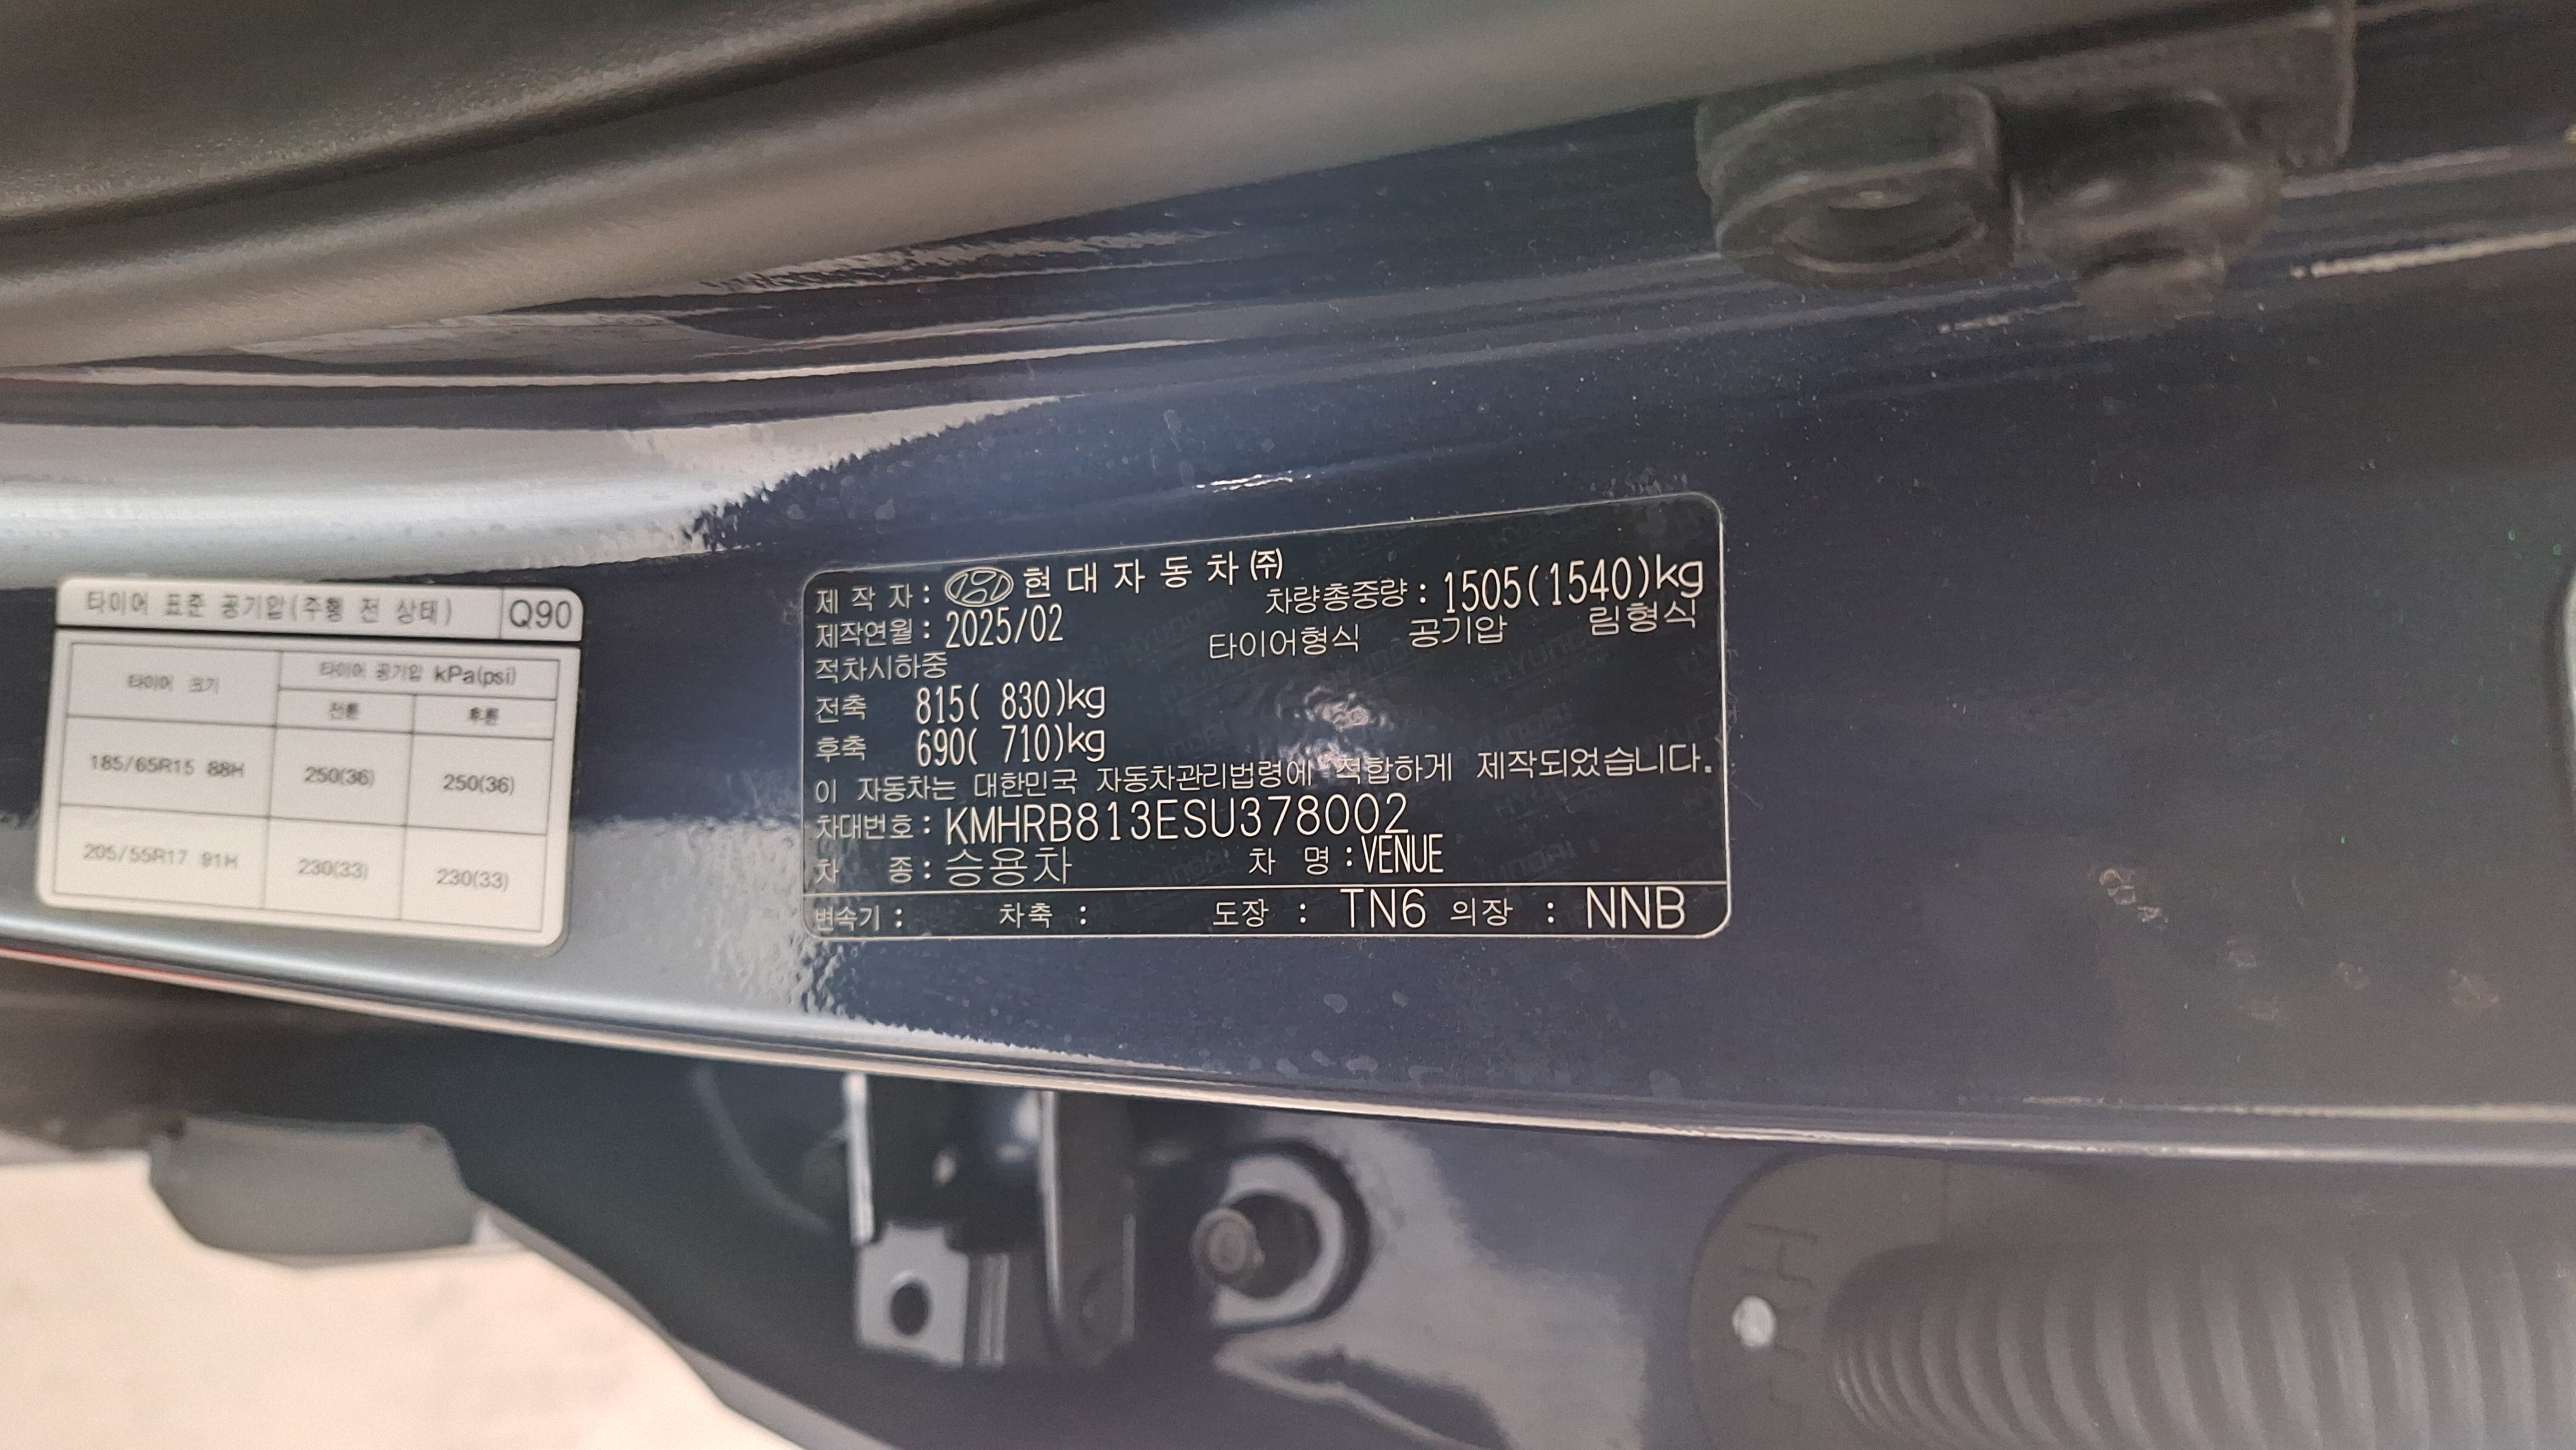 타이어 표준 공기압(주행 전 상태) Q90
타이어 크기 타이어 공기압 kPa(psi)
전륜 후륜
185/65R15 88H 250(36) 250(36)
205/55R17 91H 230(33) 230(33)
제 작 자 : 현 대 자 동 차 ㈜
차량총중량 : 1505(1540)kg
제작연월 : 2025/02
타이어형식 공기압 림형식
적차시하중
전축 815( 830)kg
후축 690( 710)kg
이 자동차는 대한민국 자동차관리법령에 적합하게 제작되었습니다.
차대번호 : KMHRB813ESU378002
차 종 : 승용차 차 명 : VENUE
변속기 : 차축 : 도장 : TN6 의장 : NNB